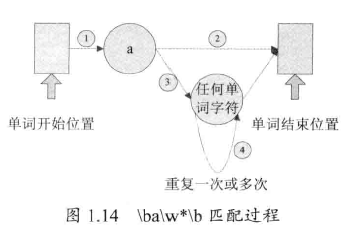 ① a ②
③ 任何单
词字符
单词开始位置 单词结束位置
④
重复一次或多次
图 1.14 \ba\w*\b 匹配过程